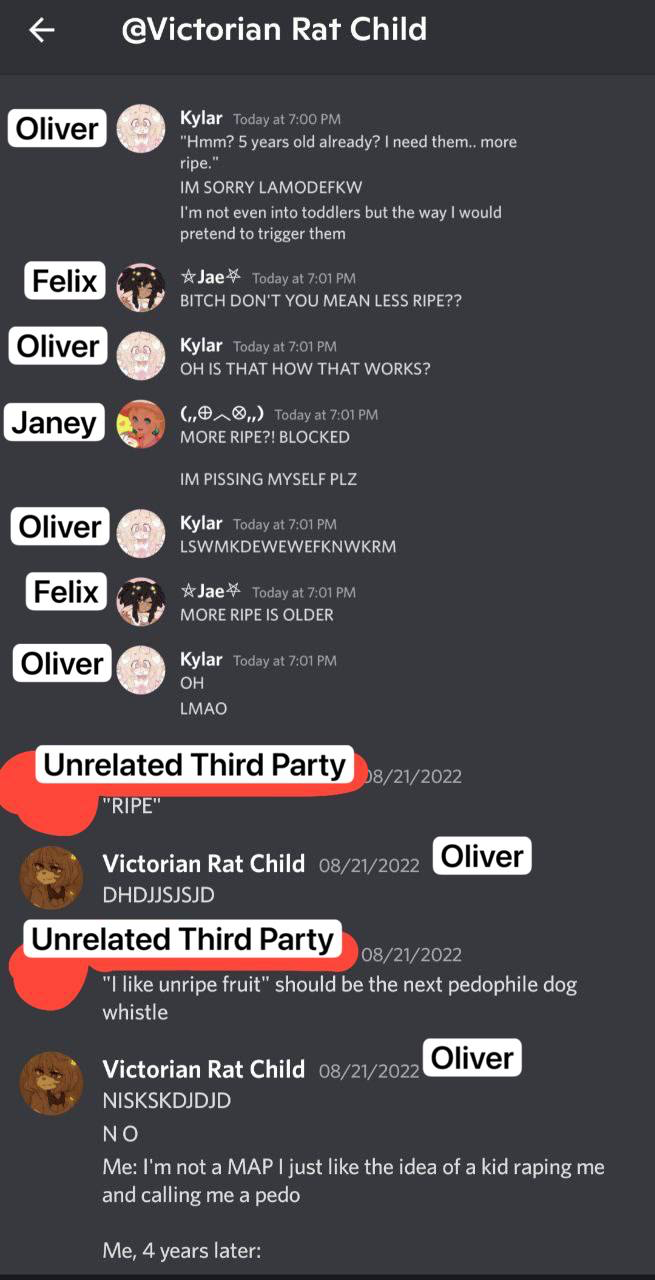 @Victorian Rat Child
Oliver
Kylar Today at 7:00 PM
"Hmm? 5 years old already? I need them.. more
ripe."
IM SORRY LAMODEFKW
I'm not even into toddlers but the way I would
pretend to trigger them
Felix
☆Jae⛧ Today at 7:01 PM
BITCH DON'T YOU MEAN LESS RIPE??
Oliver
Kylar Today at 7:01 PM
OH IS THAT HOW THAT WORKS?
Janey
(,,⊕︿⊗,,) Today at 7:01 PM
MORE RIPE?! BLOCKED
IM PISSING MYSELF PLZ
Oliver
Kylar Today at 7:01 PM
LSWMKDEWEWEFKNWKRM
Felix
☆Jae⛧ Today at 7:01 PM
MORE RIPE IS OLDER
Oliver
Kylar Today at 7:01 PM
OH
LMAO
Unrelated Third Party
08/21/2022
"RIPE"
Victorian Rat Child 08/21/2022 Oliver
DHDJJSJSJD
Unrelated Third Party
08/21/2022
"I like unripe fruit" should be the next pedophile dog
whistle
Victorian Rat Child 08/21/2022 Oliver
NISKSKDJDJD
N O
Me: I'm not a MAP I just like the idea of a kid raping me
and calling me a pedo
Me, 4 years later: